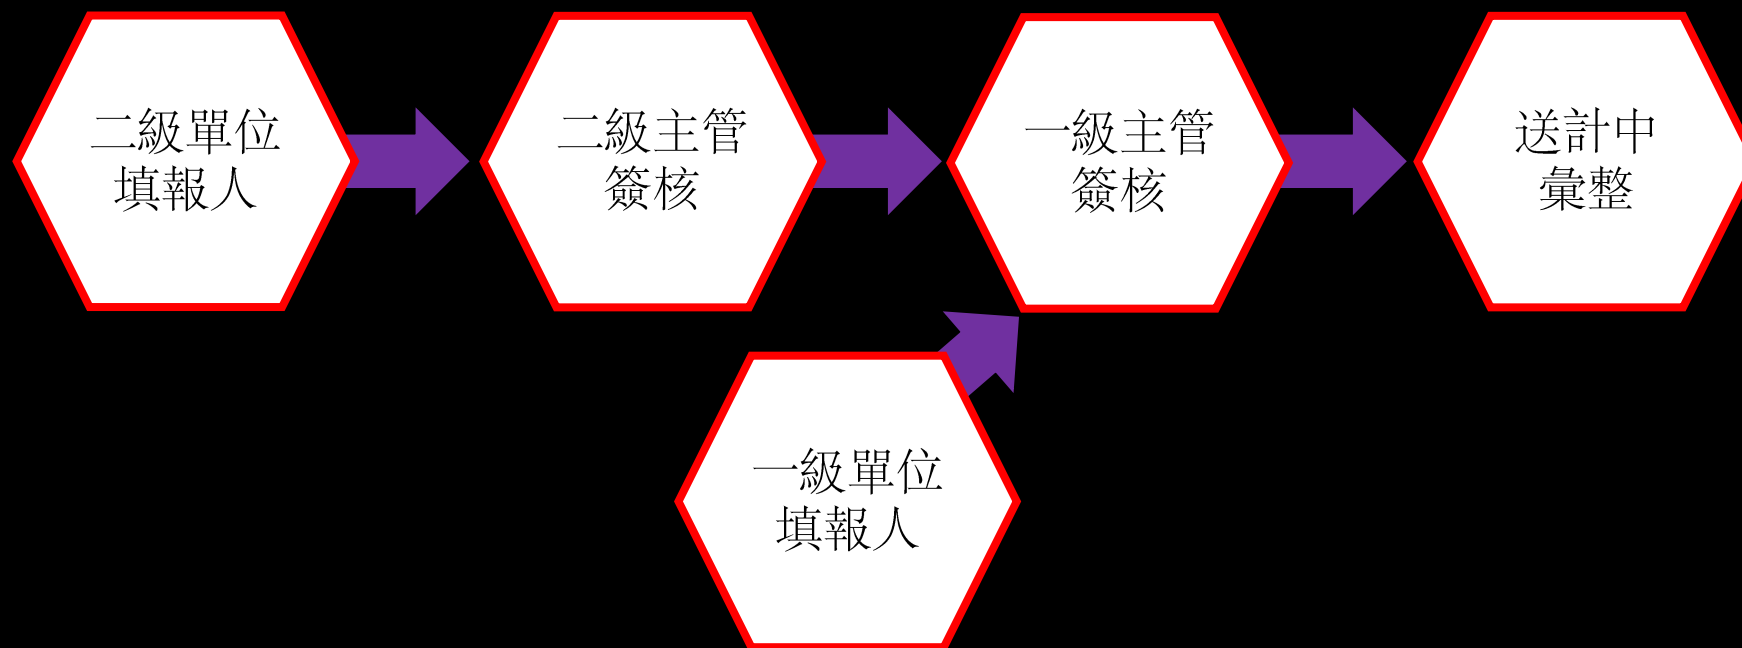 二級單位
填報人
二級主管
簽核
一級主管
簽核
送計中
彙整
一級單位
填報人